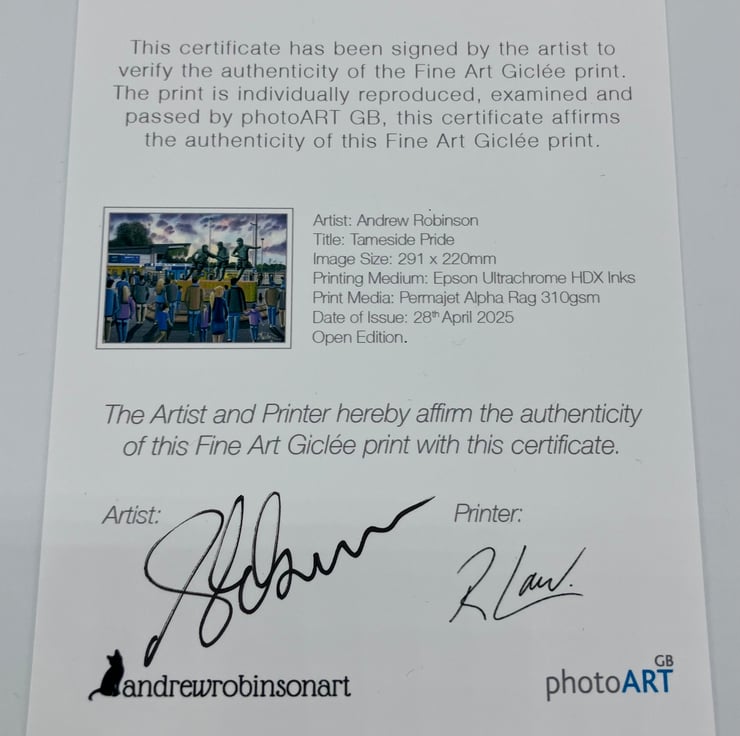 This certificate has been signed by the artist to
verify the authenticity of the Fine Art Giclée print.
The print is individually reproduced, examined and
passed by photoART GB, this certificate affirms
the authenticity of this Fine Art Giclée print.
Artist: Andrew Robinson
Title: Tameside Pride
Image Size: 291 x 220mm
Printing Medium: Epson Ultrachrome HDX Inks
Print Media: Permajet Alpha Rag 310gsm
Date of Issue: 28th April 2025
Open Edition.
The Artist and Printer hereby affirm the authenticity
of this Fine Art Giclée print with this certificate.
Artist:
Printer:
R Law.
andrewrobinsonart
photoART GB